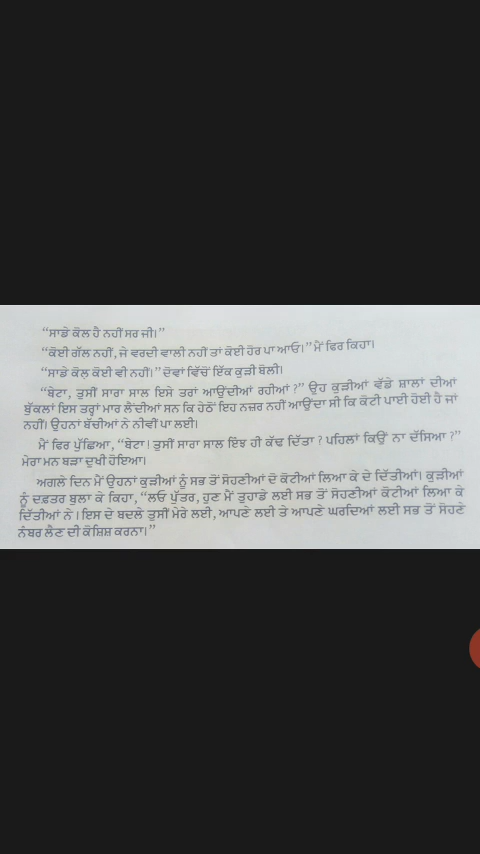 “ਸਾਡੇ ਕੋਲ ਹੈ ਨਹੀਂ ਸਰ ਜੀ।”
“ਕੋਈ ਗੱਲ ਨਹੀਂ, ਜੇ ਵਰਦੀ ਵਾਲੀ ਨਹੀਂ ਤਾਂ ਕੋਈ ਹੋਰ ਪਾ ਆਓ।” ਮੈਂ ਫਿਰ ਕਿਹਾ।
“ਸਾਡੇ ਕੋਲ ਕੋਈ ਵੀ ਨਹੀਂ।” ਦੋਵਾਂ ਵਿੱਚੋਂ ਇੱਕ ਕੁੜੀ ਬੋਲੀ।
“ਬੇਟਾ, ਤੁਸੀਂ ਸਾਰਾ ਸਾਲ ਇਸੇ ਤਰਾਂ ਆਉਂਦੀਆਂ ਰਹੀਆਂ ?” ਉਹ ਕੁੜੀਆਂ ਵੱਡੇ ਸ਼ਾਲਾਂ ਦੀਆਂ
ਬੁੱਕਲਾਂ ਇਸ ਤਰ੍ਹਾਂ ਮਾਰ ਲੈਂਦੀਆਂ ਸਨ ਕਿ ਹੇਠੋਂ ਇਹ ਨਜ਼ਰ ਨਹੀਂ ਆਉਂਦਾ ਸੀ ਕਿ ਕੋਟੀ ਪਾਈ ਹੋਈ ਹੈ ਜਾਂ
ਨਹੀਂ। ਉਹਨਾਂ ਬੱਚੀਆਂ ਨੇ ਨੀਵੀਂ ਪਾ ਲਈ।
ਮੈਂ ਫਿਰ ਪੁੱਛਿਆ, “ਬੇਟਾ ! ਤੁਸੀਂ ਸਾਰਾ ਸਾਲ ਇੰਝ ਹੀ ਕੱਢ ਦਿੱਤਾ ? ਪਹਿਲਾਂ ਕਿਉਂ ਨਾ ਦੱਸਿਆ ?”
ਮੇਰਾ ਮਨ ਬੜਾ ਦੁਖੀ ਹੋਇਆ।
ਅਗਲੇ ਦਿਨ ਮੈਂ ਉਹਨਾਂ ਕੁੜੀਆਂ ਨੂੰ ਸਭ ਤੋਂ ਸੋਹਣੀਆਂ ਦੋ ਕੋਟੀਆਂ ਲਿਆ ਕੇ ਦੇ ਦਿੱਤੀਆਂ। ਕੁੜੀਆਂ
ਨੂੰ ਦਫ਼ਤਰ ਬੁਲਾ ਕੇ ਕਿਹਾ, “ਲਓ ਪੁੱਤਰ, ਹੁਣ ਮੈਂ ਤੁਹਾਡੇ ਲਈ ਸਭ ਤੋਂ ਸੋਹਣੀਆਂ ਕੋਟੀਆਂ ਲਿਆ ਕੇ
ਦਿੱਤੀਆਂ ਨੇ। ਇਸ ਦੇ ਬਦਲੇ ਤੁਸੀਂ ਮੇਰੇ ਲਈ, ਆਪਣੇ ਲਈ ਤੇ ਆਪਣੇ ਘਰਦਿਆਂ ਲਈ ਸਭ ਤੋਂ ਸੋਹਣੇ
ਨੰਬਰ ਲੈਣ ਦੀ ਕੋਸ਼ਿਸ਼ ਕਰਨਾ।”